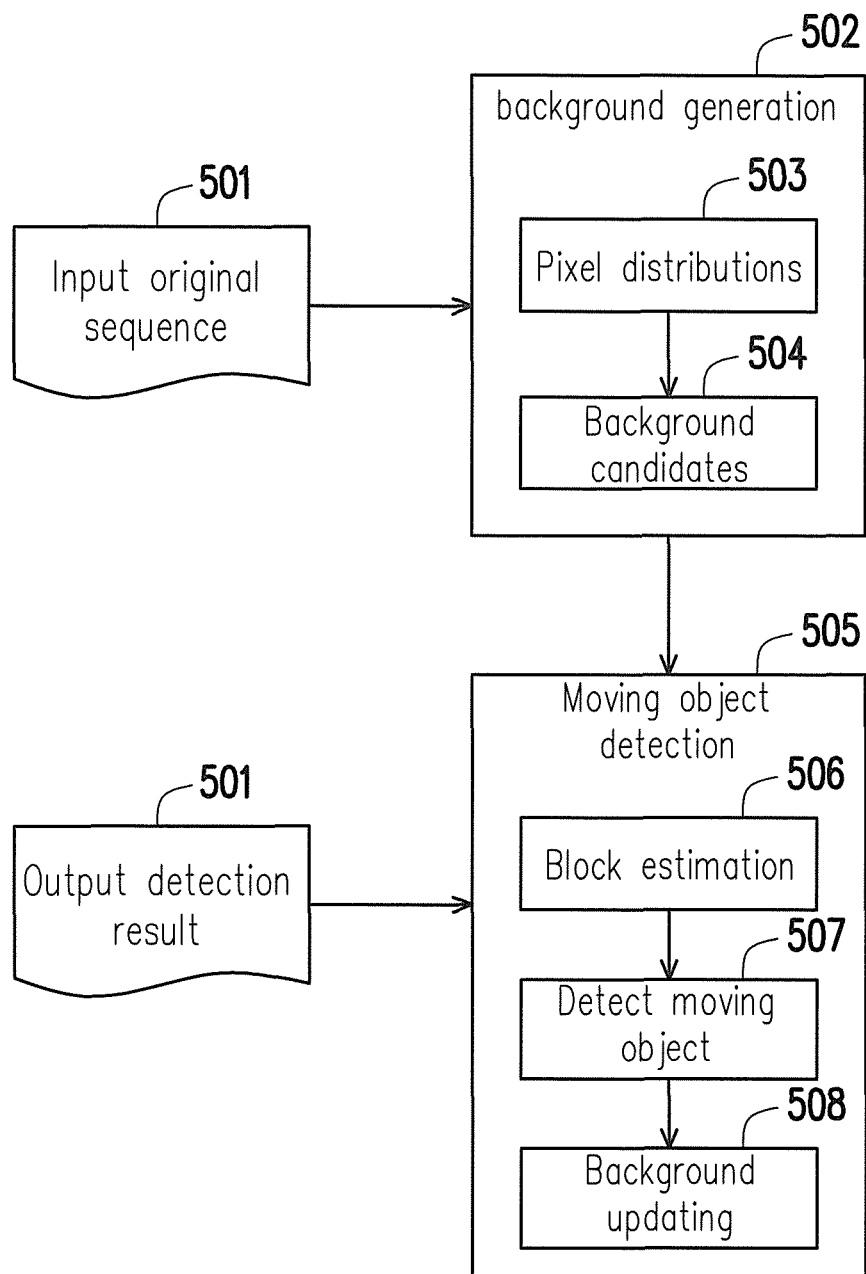 502
background generation
501
503
Input original
sequence
Pixel distributions
504
Background
candidates
505
Moving object
detection
501
506
Output detection
result
Block estimation
507
Detect moving
object
508
Background
updating